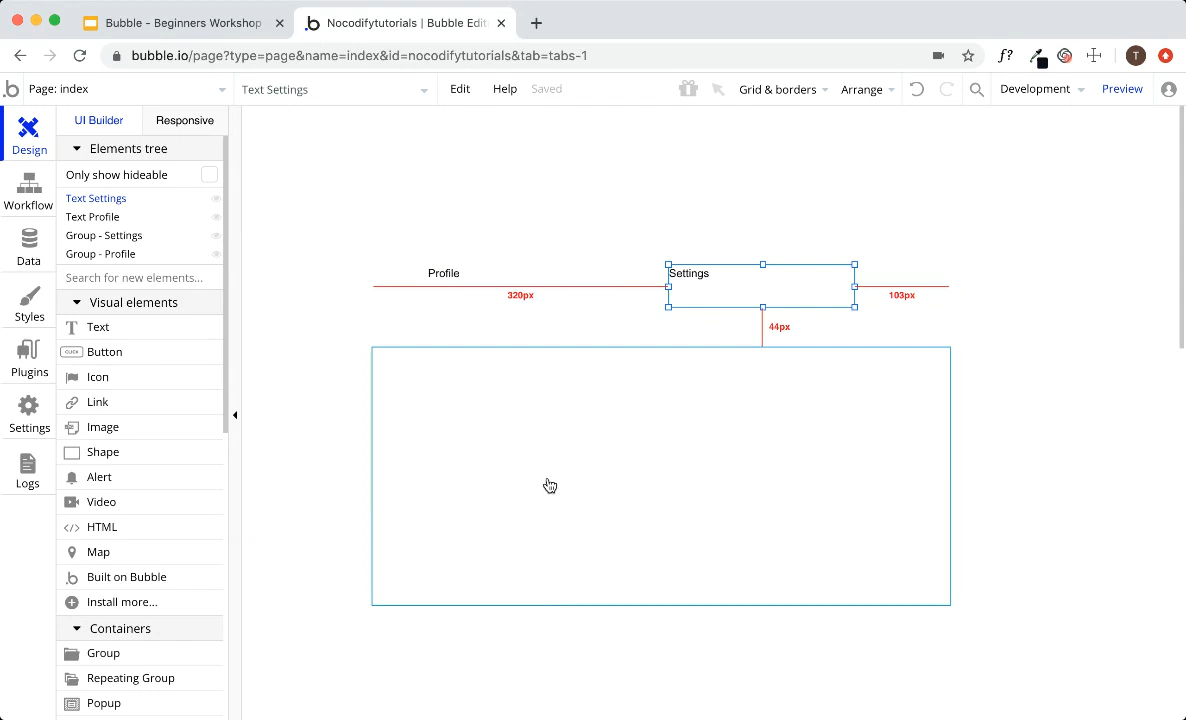 Bubble - Beginners Workshop
Nocodifytutorials | Bubble Edit
bubble.io/page?type=page&name=index&id=nocodifytutorials&tab=tabs-1
f?
T
Page: index
Text Settings
Edit
Help
Saved
Grid & borders
Arrange
Development
Preview
UI Builder
Responsive
Design
Workflow
Data
Styles
Plugins
Settings
Logs
Elements tree
Only show hideable
Text Settings
Text Profile
Group - Settings
Group - Profile
Search for new elements...
Visual elements
Text
CLICK
Button
Icon
Link
Image
Shape
Alert
Video
</> HTML
Map
Built on Bubble
Install more...
Containers
Group
Repeating Group
Popup
Profile
Settings
320px
103px
44px